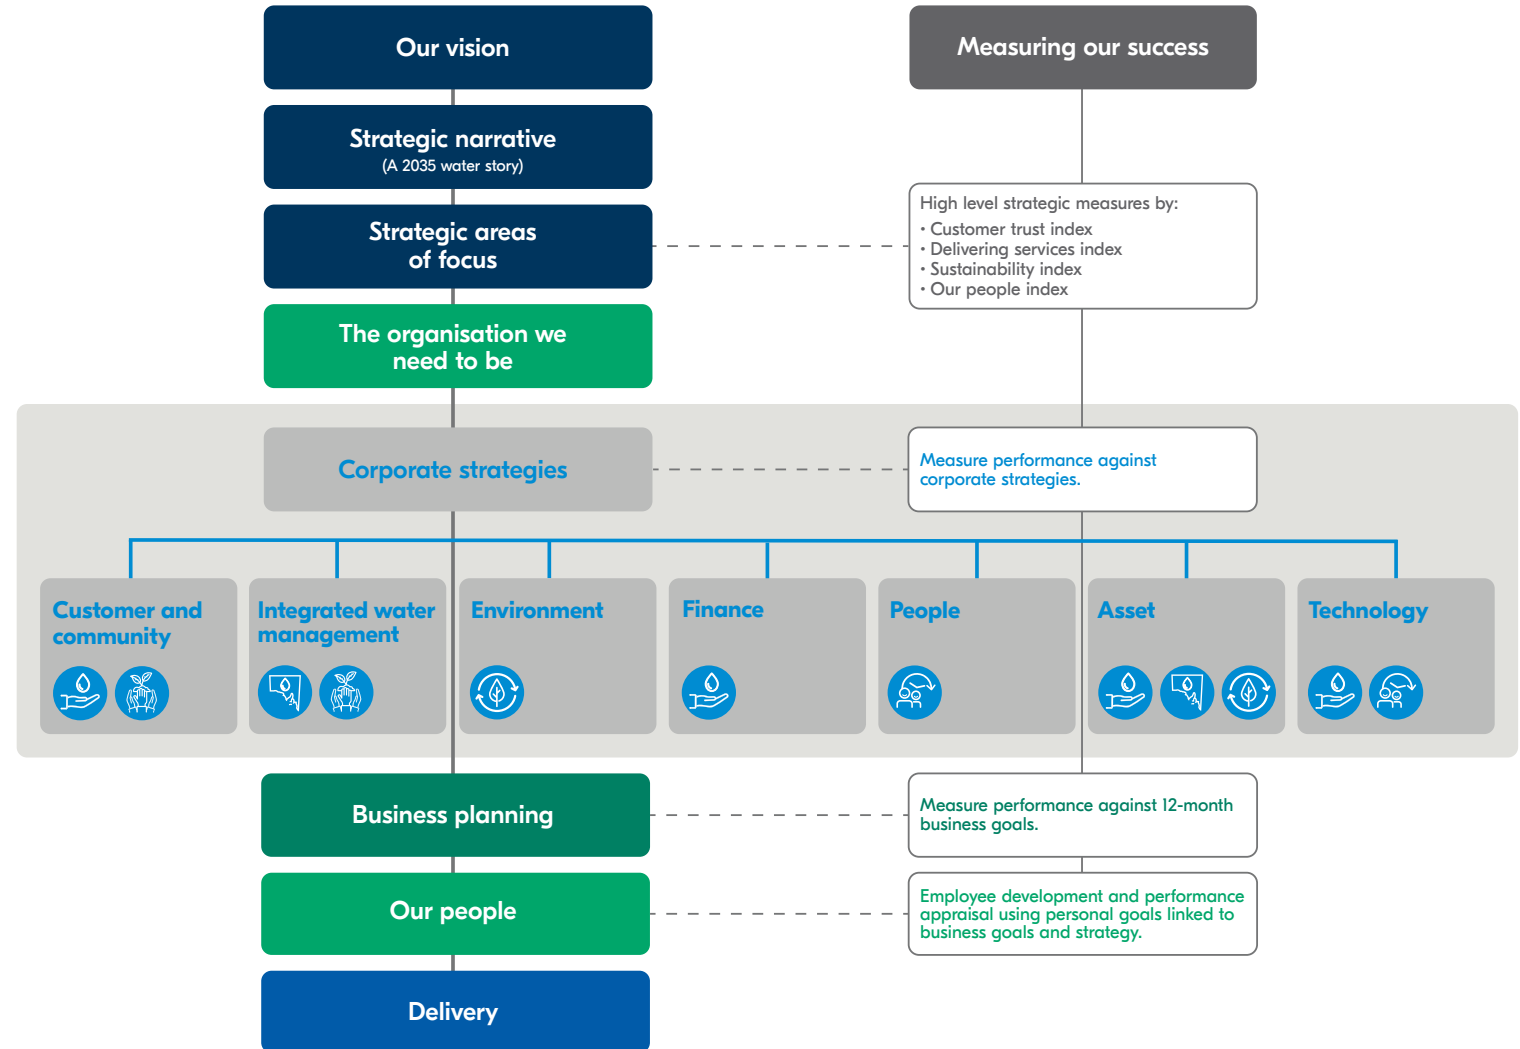 Our vision
Measuring our success
Strategic narrative
(A 2035 water story)
High level strategic measures by:
• Customer trust index
• Delivering services index
• Sustainability index
• Our people index
Strategic areas
of focus
The organisation we
need to be
Corporate strategies
Measure performance against
corporate strategies.
Customer and
community
Integrated water
management
Environment
Finance
People
Asset
Technology
Business planning
Measure performance against 12-month
business goals.
Our people
Employee development and performance
appraisal using personal goals linked to
business goals and strategy.
Delivery